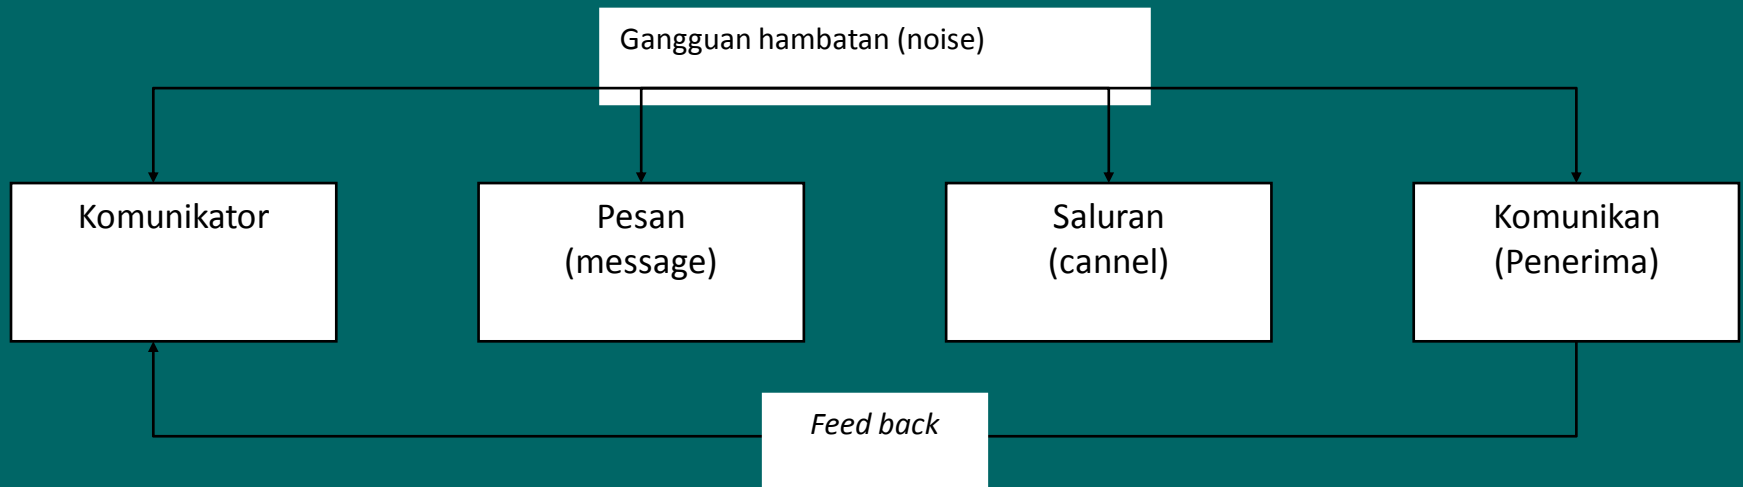 Gangguan hambatan (noise)
Komunikator
Pesan
(message)
Saluran
(cannel)
Komunikan
(Penerima)
Feed back